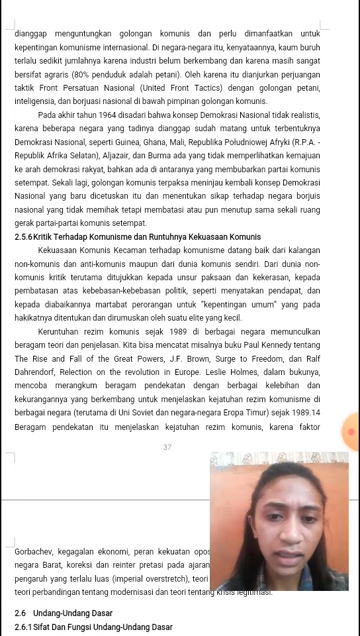 dianggap menguntungkan golongan komunis dan perlu dimanfaatkan untuk
kepentingan komunisme internasional. Di negara-negara itu, kenyataannya, kaum buruh
terlalu sedikit jumlahnya karena industri belum berkembang dan karena masih sangat
bersifat agraris (80% penduduk adalah petani). Oleh karena itu dianjurkan perjuangan
taktik Front Persatuan Nasional (United Front Tactics) dengan golongan petani,
inteligensia, dan borjuasi nasional di bawah pimpinan golongan komunis.
Pada akhir tahun 1964 disadari bahwa konsep Demokrasi Nasional tidak realistis,
karena beberapa negara yang tadinya dianggap sudah matang untuk terbentuknya
Demokrasi Nasional, seperti Guinea, Ghana, Mali, Republika Południowej Afryki (R.P.A. -
Republik Afrika Selatan), Aljazair, dan Burma ada yang tidak memperlihatkan kemajuan
ke arah demokrasi rakyat, bahkan ada di antaranya yang membubarkan partai komunis
setempat. Sekali lagi, golongan komunis terpaksa meninjau kembali konsep Demokrasi
Nasional yang baru dicetuskan itu dan menentukan sikap terhadap negara borjuis
nasional yang tidak memihak tetapi membatasi atau pun menutup sama sekali ruang
gerak partai-partai komunis setempat.
2.5.6 Kritik Terhadap Komunisme dan Runtuhnya Kekuasaan Komunis
Kekuasaan Komunis Kecaman terhadap komunisme datang baik dari kalangan
non-komunis dan anti-komunis maupun dari dunia komunis sendiri. Dari dunia non-
komunis kritik terutama ditujukkan kepada unsur paksaan dan kekerasan, kepada
pembatasan atas kebebasan-kebebasan politik, seperti menyatakan pendapat, dan
kepada diabaikannya martabat perorangan untuk "kepentingan umum" yang pada
hakikatnya ditentukan dan dirumuskan oleh suatu elite yang kecil.
Keruntuhan rezim komunis sejak 1989 di berbagai negara memunculkan
beragam teori dan penjelasan. Kita bisa mencatat misalnya buku Paul Kennedy tentang
The Rise and Fall of the Great Powers, J.F. Brown, Surge to Freedom, dan Ralf
Dahrendorf, Relection on the revolution in Europe. Leslie Holmes, dalam bukunya,
mencoba merangkum beragam pendekatan dengan berbagai kelebihan dan
kekurangannya yang berkembang untuk menjelaskan kejatuhan rezim komunisme di
berbagai negara (terutama di Uni Soviet dan negara-negara Eropa Timur) sejak 1989.14
Beragam pendekatan itu menjelaskan kejatuhan rezim komunis, karena faktor
37
Gorbachev, kegagalan ekonomi, peran kekuatan opos
negara Barat, koreksi dan reinter pretasi pada ajaran
pengaruh yang terlalu luas (imperial overstretch), teori
teori perbandingan tentang modernisasi dan teori tentang krisis legitimasi.
2.6 Undang-Undang Dasar
2.6.1 Sifat Dan Fungsi Undang-Undang Dasar